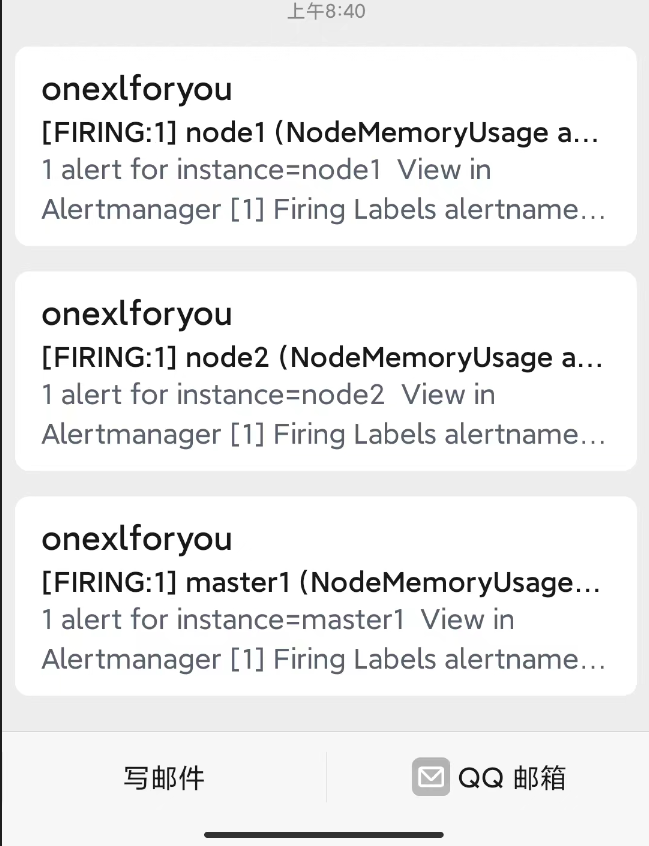 上午8:40
onexlforyou
[FIRING:1] node1 (NodeMemoryUsage a...
1 alert for instance=node1 View in
Alertmanager [1] Firing Labels alertname...
onexlforyou
[FIRING:1] node2 (NodeMemoryUsage a...
1 alert for instance=node2 View in
Alertmanager [1] Firing Labels alertname...
onexlforyou
[FIRING:1] master1 (NodeMemoryUsage...
1 alert for instance=master1 View in
Alertmanager [1] Firing Labels alertname...
写邮件
QQ 邮箱